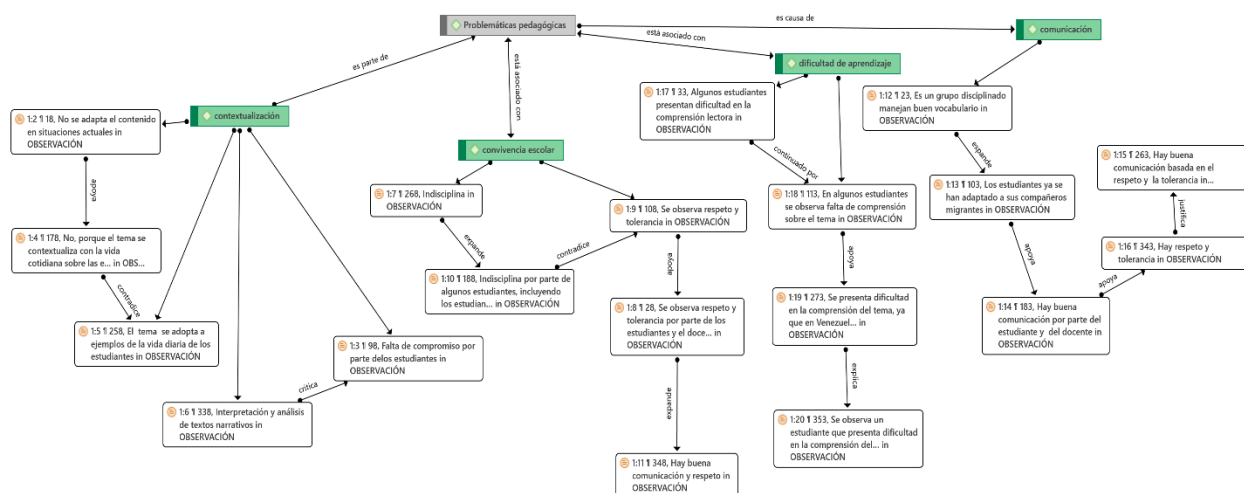 Problemáticas pedagógicas
es causa de
comunicación
está asociado con
es parte de
está asociado con
dificultad de aprendizaje
contextualización
convivencia escolar
1:2 ¶ 18, No se adapta el contenido
en situaciones actuales in
OBSERVACIÓN
apoya
1:4 ¶ 178, No, porque el tema se
contextualiza con la vida
cotidiana sobre las e... in OBS...
contradice
1:5 ¶ 258, El tema se adopta a
ejemplos de la vida diaria de los
estudiantes in OBSERVACIÓN
1:6 ¶ 338, Interpretación y análisis
de textos narrativos in
OBSERVACIÓN
critica
1:3 ¶ 98, Falta de compromiso por
parte delos estudiantes in
OBSERVACIÓN
1:7 ¶ 268, Indisciplina in
OBSERVACIÓN
expande
1:10 ¶ 188, Indisciplina por parte de
algunos estudiantes, incluyendo
los estudian... in OBSERVACIÓN
contradice
1:9 ¶ 108, Se observa respeto y
tolerancia in OBSERVACIÓN
apoya
1:8 ¶ 28, Se observa respeto y
tolerancia por parte de los
estudiantes y el doce... in
OBSERVACIÓN
expande
1:11 ¶ 348, Hay buena
comunicación y respeto in
OBSERVACIÓN
1:17 ¶ 33, Algunos estudiantes
presentan dificultad en la
comprensión lectora in
OBSERVACIÓN
continuado por
1:18 ¶ 113, En algunos estudiantes
se observa falta de comprensión
sobre el tema in OBSERVACIÓN
apoya
1:19 ¶ 273, Se presenta dificultad
en la comprensión del tema, ya
que en Venezuel... in
OBSERVACIÓN
explica
1:20 ¶ 353, Se observa un
estudiante que presenta dificultad
en la comprensión del... in
OBSERVACIÓN
1:12 ¶ 23, Es un grupo disciplinado
manejan buen vocabulario in
OBSERVACIÓN
expande
1:13 ¶ 103, Los estudiantes ya se
han adaptado a sus compañeros
migrantes in OBSERVACIÓN
apoya
1:14 ¶ 183, Hay buena
comunicación por parte del
estudiante y del docente in
OBSERVACIÓN
apoya
1:16 ¶ 343, Hay respeto y
tolerancia in OBSERVACIÓN
justifica
1:15 ¶ 263, Hay buena
comunicación basada en el
respeto y la tolerancia in...